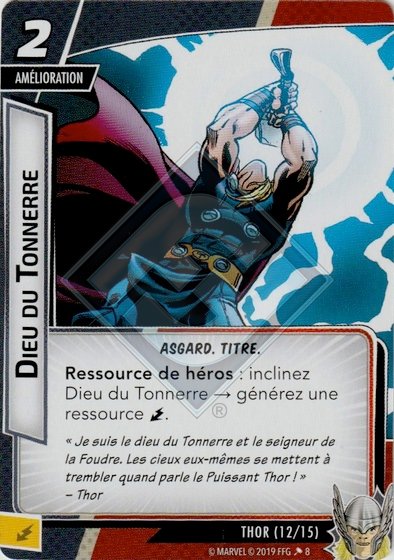 2
AMÉLIORATION
DIEU DU TONNERRE
ASGARD. TITRE.
Ressource de héros : inclinez
Dieu du Tonnerre → générez une
ressource .
« Je suis le dieu du Tonnerre et le seigneur de
la Foudre. Les cieux eux-mêmes se mettent à
trembler quand parle le Puissant Thor ! »
– Thor
THOR (12/15)
© MARVEL © 2019 FFG 8